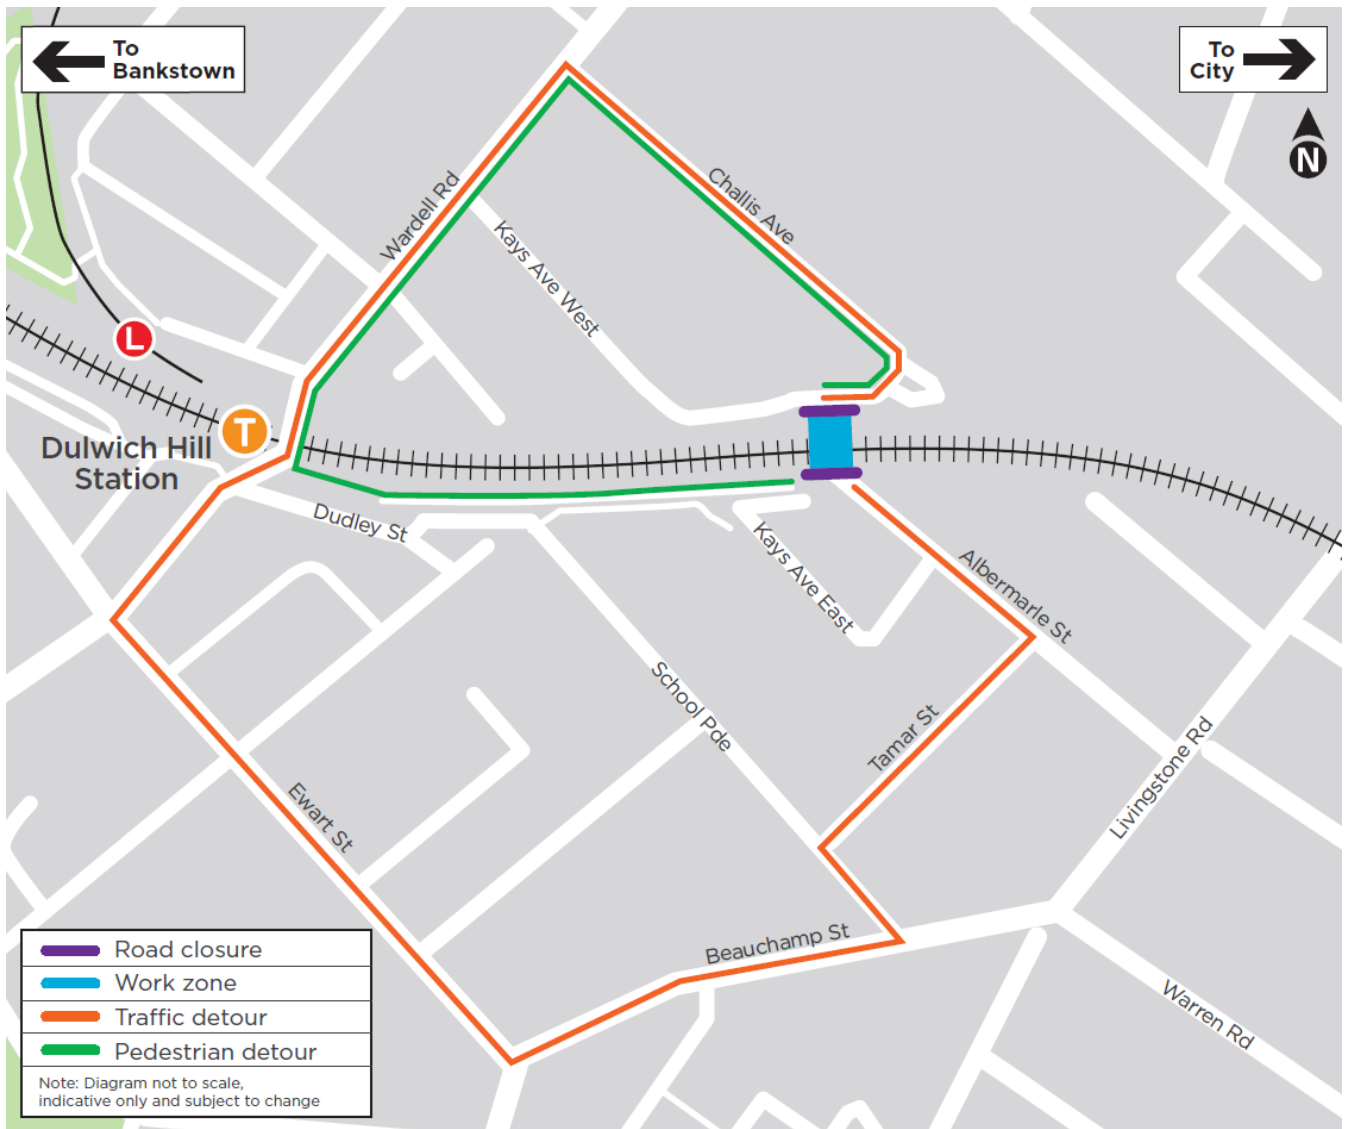 To
Bankstown
To
City
N
Wardell Rd
Challis Ave
Kays Ave West
L
T
Dulwich Hill
Station
Dudley St
Kays Ave East
Albermarle St
School Pde
Tamar St
Livingstone Rd
Ewart St
Beauchamp St
Warren Rd
Road closure
Work zone
Traffic detour
Pedestrian detour
Note: Diagram not to scale,
indicative only and subject to change